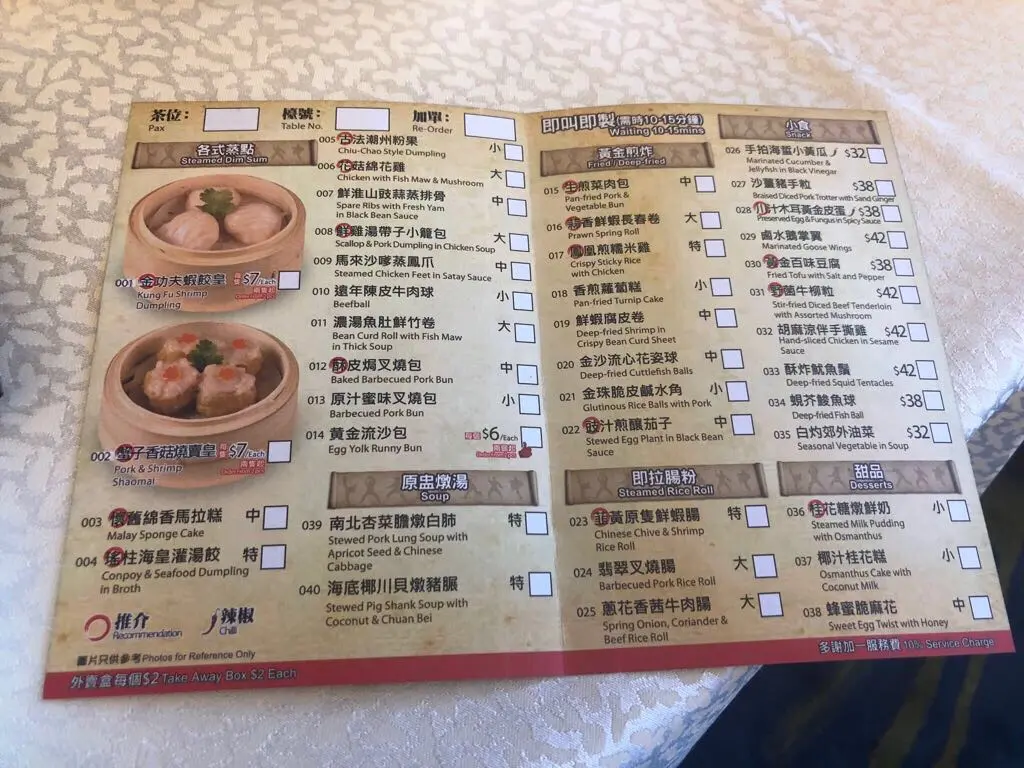 茶位：
Pax
檯號：
Table No.
加單：
Re-Order
各式蒸點
Steamed Dim Sum
001 金功夫蝦餃皇 每隻 $7/Each
兩隻起
Kung Fu Shrimp
Dumpling
002 子香菇燒賣皇 每隻 $7/Each
兩隻起
Pork & Shrimp
Shaomai
003 懷舊綿香馬拉糕 中
Malay Sponge Cake
004 瑤柱海皇灌湯餃 特
Conpoy & Seafood Dumpling
in Broth
推介
Recommendation
辣椒
Chilli
圖片只供參考 Photos for Reference Only
外賣盒每個$2 Take Away Box $2 Each
005 古法潮州粉果 小
Chiu-Chao Style Dumpling
006 花菇綿花雞 大
Chicken with Fish Maw & Mushroom
007 鮮淮山豉蒜蒸排骨 中
Spare Ribs with Fresh Yam
in Black Bean Sauce
008 鮮雞湯帶子小籠包 大
Scallop & Pork Dumpling in Chicken Soup
009 馬來沙嗲蒸鳳爪 中
Steamed Chicken Feet in Satay Sauce
010 遠年陳皮牛肉球 小
Beefball
011 濃湯魚肚鮮竹卷 大
Bean Curd Roll with Fish Maw
in Thick Soup
012 酥皮焗叉燒包 中
Baked Barbecued Pork Bun
013 原汁蜜味叉燒包 小
Barbecued Pork Bun
014 黃金流沙包 每個 $6/Each
兩隻起
Egg Yolk Runny Bun
原盅燉湯
Soup
039 南北杏菜膽燉白肺 特
Stewed Pork Lung Soup with
Apricot Seed & Chinese
Cabbage
040 海底椰川貝燉豬𦟌 特
Stewed Pig Shank Soup with
Coconut & Chuan Bei
即叫即製(需時10-15分鐘)
Waiting 10-15mins
黃金煎炸
Fried / Deep-fried
015 生煎菜肉包 中
Pan-fried Pork &
Vegetable Bun
016 蒜香鮮蝦長春卷 大
Prawn Spring Roll
017 鳳凰煎糯米雞 特
Crispy Sticky Rice
with Chicken
018 香煎蘿蔔糕 小
Pan-fried Turnip Cake
019 鮮蝦腐皮卷 中
Deep-fried Shrimp in
Crispy Bean Curd Sheet
020 金沙流心花姿球 中
Deep-fried Cuttlefish Balls
021 金珠脆皮鹹水角 小
Glutinous Rice Balls with Pork
022 豉汁煎釀茄子 中
Stewed Egg Plant in Black Bean
Sauce
即拉腸粉
Steamed Rice Roll
023 韮黃原隻鮮蝦腸 特
Chinese Chive & Shrimp
Rice Roll
024 翡翠叉燒腸 大
Barbecued Pork Rice Roll
025 蔥花香茜牛肉腸 大
Spring Onion, Coriander &
Beef Rice Roll
小食
Snack
026 手拍海蜇小黃瓜 $32
Marinated Cucumber &
Jellyfish in Black Vinegar
027 沙薑豬手粒 $38
Braised Diced Pork Trotter with Sand Ginger
028 川汁木耳黃金皮蛋 $38
Preserved Egg & Fungus in Spicy Sauce
029 鹵水鵝掌翼 $42
Marinated Goose Wings
030 黃金百味豆腐 $38
Fried Tofu with Salt and Pepper
031 野菌牛柳粒 $42
Stir-fried Diced Beef Tenderloin
with Assorted Mushroom
032 胡麻涼伴手撕雞 $42
Hand-sliced Chicken in Sesame
Sauce
033 酥炸魷魚鬚 $42
Deep-fried Squid Tentacles
034 蜆芥鯪魚球 $38
Deep-fried Fish Ball
035 白灼郊外油菜 $32
Seasonal Vegetable in Soup
甜品
Desserts
036 桂花糖燉鮮奶 小
Steamed Milk Pudding
with Osmanthus
037 椰汁桂花糕 小
Osmanthus Cake with
Coconut Milk
038 蜂蜜脆麻花 中
Sweet Egg Twist with Honey
多謝加一服務費 10% Service Charge